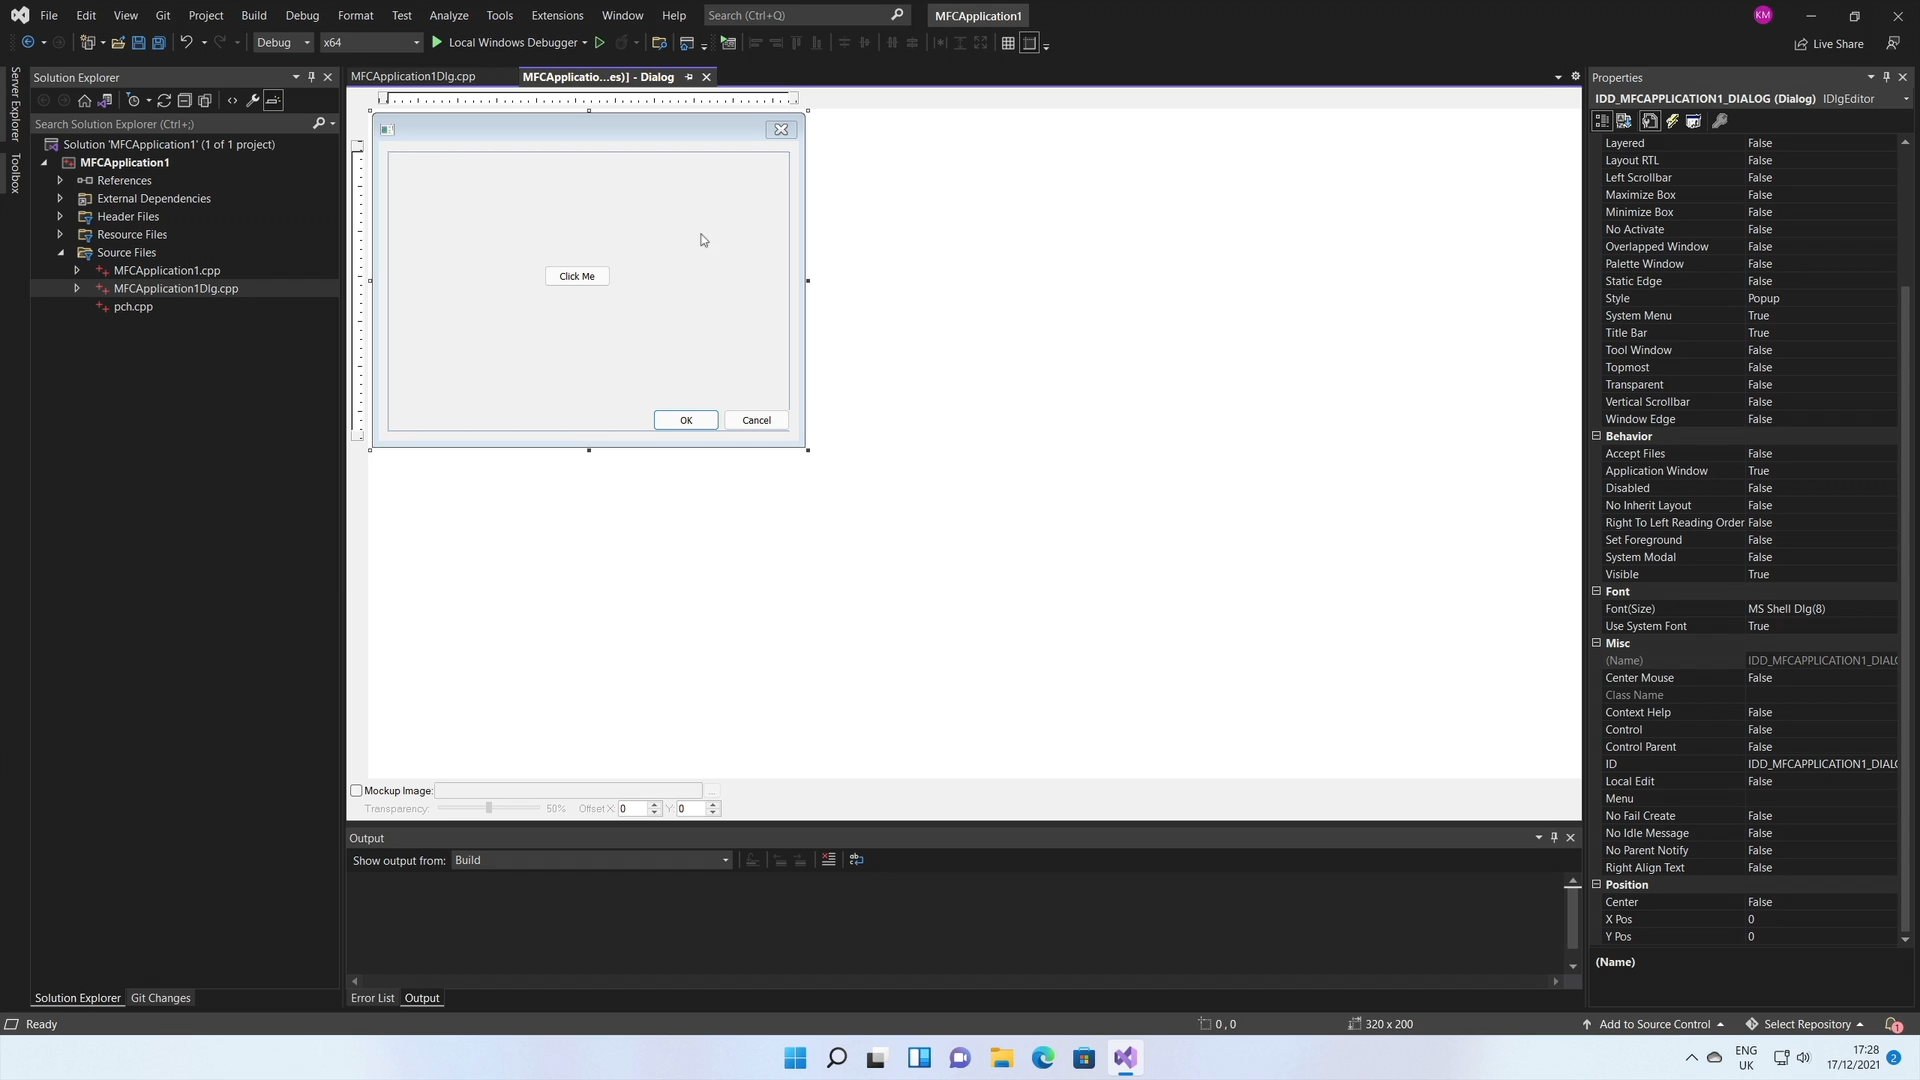 File Edit View Git Project Build Debug Format Test Analyze Tools Extensions Window Help Search (Ctrl+Q) MFCApplication1 KM
Debug x64 Local Windows Debugger Live Share
Server Explorer
Toolbox
Solution Explorer
Search Solution Explorer (Ctrl+;)
Solution 'MFCApplication1' (1 of 1 project)
MFCApplication1
References
External Dependencies
Header Files
Resource Files
Source Files
MFCApplication1.cpp
MFCApplication1Dlg.cpp
pch.cpp
Solution Explorer Git Changes
MFCApplication1Dlg.cpp MFCApplicatio...es)] - Dialog
Click Me
OK Cancel
Mockup Image: ...
Transparency: 50% Offset X: 0 Y: 0
Output
Show output from: Build
Error List Output
Properties
IDD_MFCAPPLICATION1_DIALOG (Dialog) IDlgEditor
Layered False
Layout RTL False
Left Scrollbar False
Maximize Box False
Minimize Box False
No Activate False
Overlapped Window False
Palette Window False
Static Edge False
Style Popup
System Menu True
Title Bar True
Tool Window False
Topmost False
Transparent False
Vertical Scrollbar False
Window Edge False
Behavior
Accept Files False
Application Window True
Disabled False
No Inherit Layout False
Right To Left Reading Order False
Set Foreground False
System Modal False
Visible True
Font
Font(Size) MS Shell Dlg(8)
Use System Font True
Misc
(Name) IDD_MFCAPPLICATION1_DIALO
Center Mouse False
Class Name
Context Help False
Control False
Control Parent False
ID IDD_MFCAPPLICATION1_DIALO
Local Edit False
Menu
No Fail Create False
No Idle Message False
No Parent Notify False
Right Align Text False
Position
Center False
X Pos 0
Y Pos 0
(Name)
Ready 0 , 0 320 x 200 Add to Source Control Select Repository 1
ENG
UK
17:28
17/12/2021 2